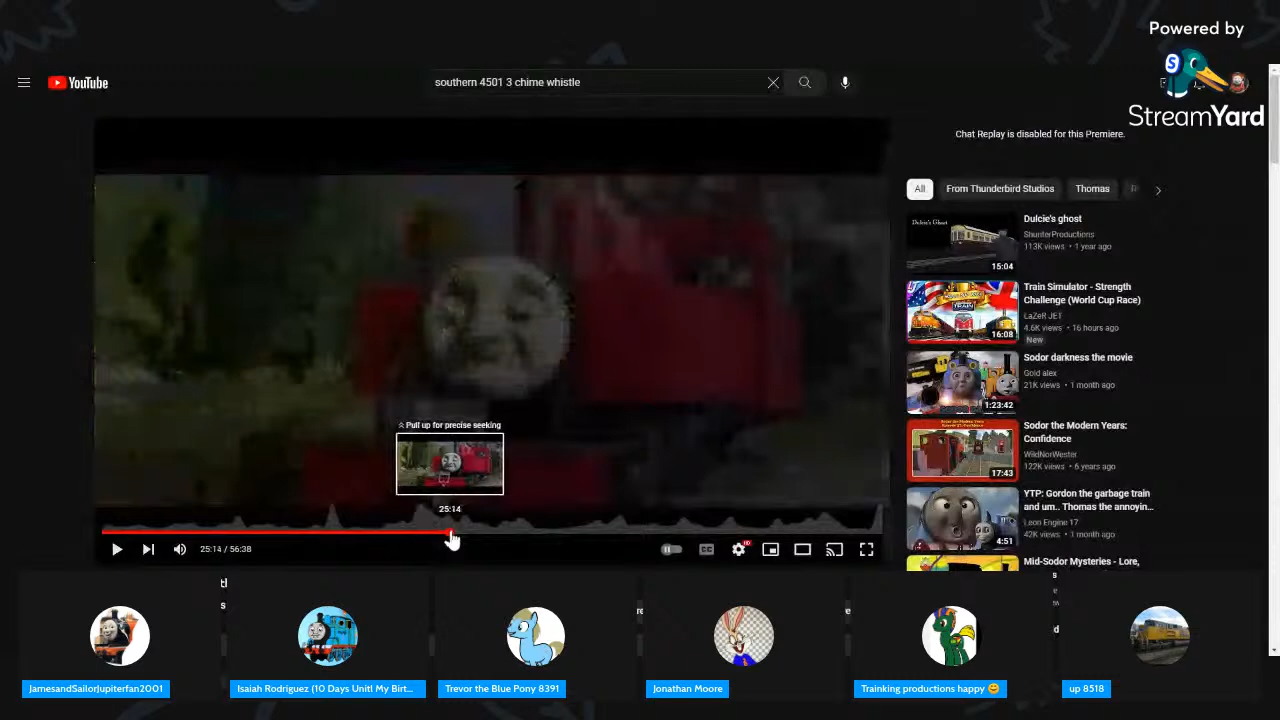 Powered by
StreamYard
YouTube
southern 4501 3 chime whistle
Chat Replay is disabled for this Premiere.
All
From Thunderbird Studios
Thomas
Dulcie's Ghost
15:04
Dulcie's ghost
ShunterProductions
113K views • 1 year ago
16:08
Train Simulator - Strength
Challenge (World Cup Race)
LaZeR JET
4.6K views • 16 hours ago
New
1:23:42
Sodor darkness the movie
Gold alex
21K views • 1 month ago
17:43
Sodor the Modern Years:
Confidence
WildNorWester
122K views • 6 years ago
4:51
YTP: Gordon the garbage train
and um.. Thomas the annoyin...
Leon Engine 17
42K views • 1 month ago
Mid-Sodor Mysteries - Lore,
Pull up for precise seeking
25:14
25:14 / 56:38
CC
HD
JamesandSailorJupiterfan2001
Isaiah Rodriguez (10 Days Until My Birt...
Trevor the Blue Pony 8391
Jonathan Moore
Trainking productions happy 😊
up 8518